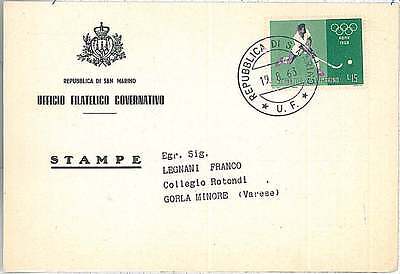 REPUBBLICA DI SAN MARINO
UFFICIO FILATELICO GOVERNATIVO
STAMPE
REPUBBLICA DI S. MARINO
★ U. F. ★
ROMA
1960
L.15
Egr. Sig.
LEGNANI FRANCO
Collegio Rotondi
GORLA MINORE (Varese)